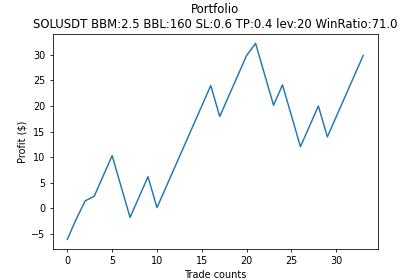 Portfolio
SOLUSDT BBM:2.5 BBL:160 SL:0.6 TP:0.4 lev:20 WinRatio:71.0
30
25
20
15
10
5
0
−5
Profit ($)
0 5 10 15 20 25 30
Trade counts